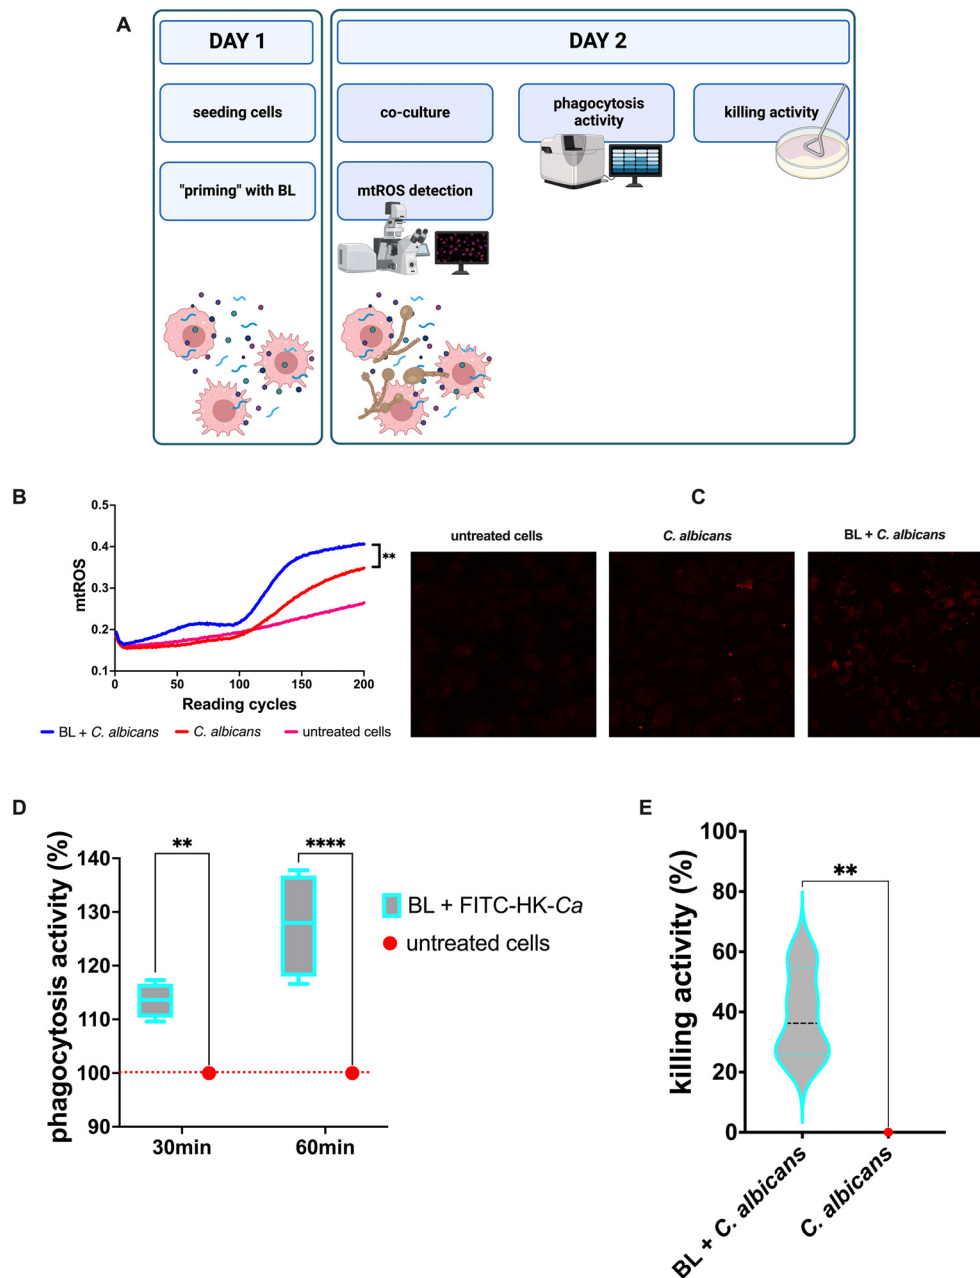 A
DAY 1
DAY 2
seeding cells
co-culture
phagocytosis
activity
killing activity
"priming" with BL
mtROS detection
B
mtROS
0.5
0.4
0.3
0.2
0.1
**
0
50
100
150
200
Reading cycles
BL + C. albicans
C. albicans
untreated cells
C
untreated cells
C. albicans
BL + C. albicans
D
phagocytosis activity (%)
140
130
120
110
100
90
**
****
30min
60min
BL + FITC-HK-Ca
untreated cells
E
killing activity (%)
100
80
60
40
20
0
**
BL + C. albicans
C. albicans